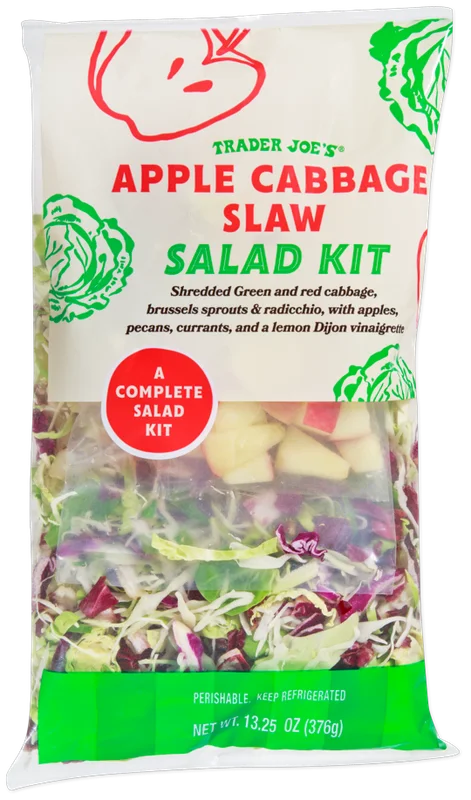 TRADER JOE'S®
APPLE CABBAGE
SLAW
SALAD KIT
Shredded Green and red cabbage,
brussels sprouts & radicchio, with apples,
pecans, currants, and a lemon Dijon vinaigrette
A
COMPLETE
SALAD
KIT
PERISHABLE. KEEP REFRIGERATED
NET WT. 13.25 OZ (376g)